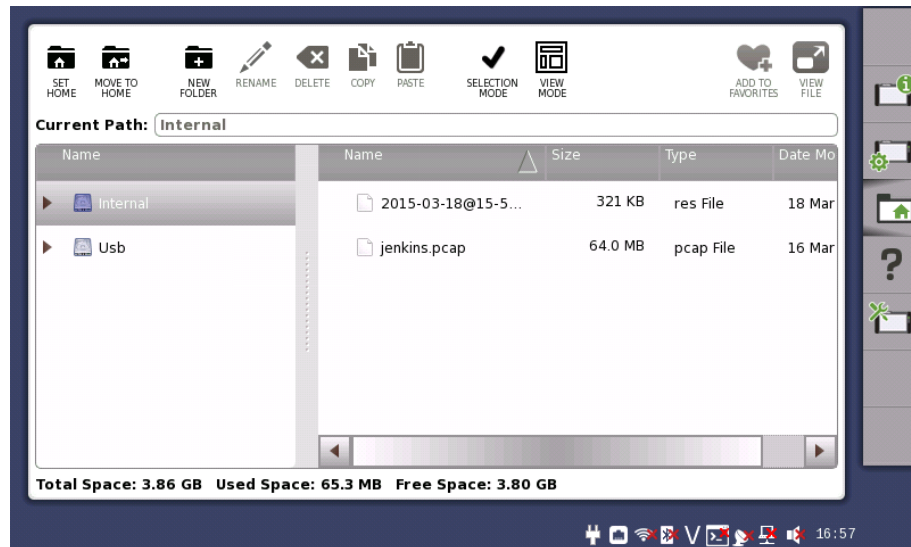 SET HOME
MOVE TO HOME
NEW FOLDER
RENAME
DELETE
COPY
PASTE
SELECTION MODE
VIEW MODE
ADD TO FAVORITES
VIEW FILE
Current Path: Internal
Name
Name Size Type Date Mo
Internal
Usb
2015-03-18@15-5... 321 KB res File 18 Mar
jenkins.pcap 64.0 MB pcap File 16 Mar
Total Space: 3.86 GB Used Space: 65.3 MB Free Space: 3.80 GB
16:57